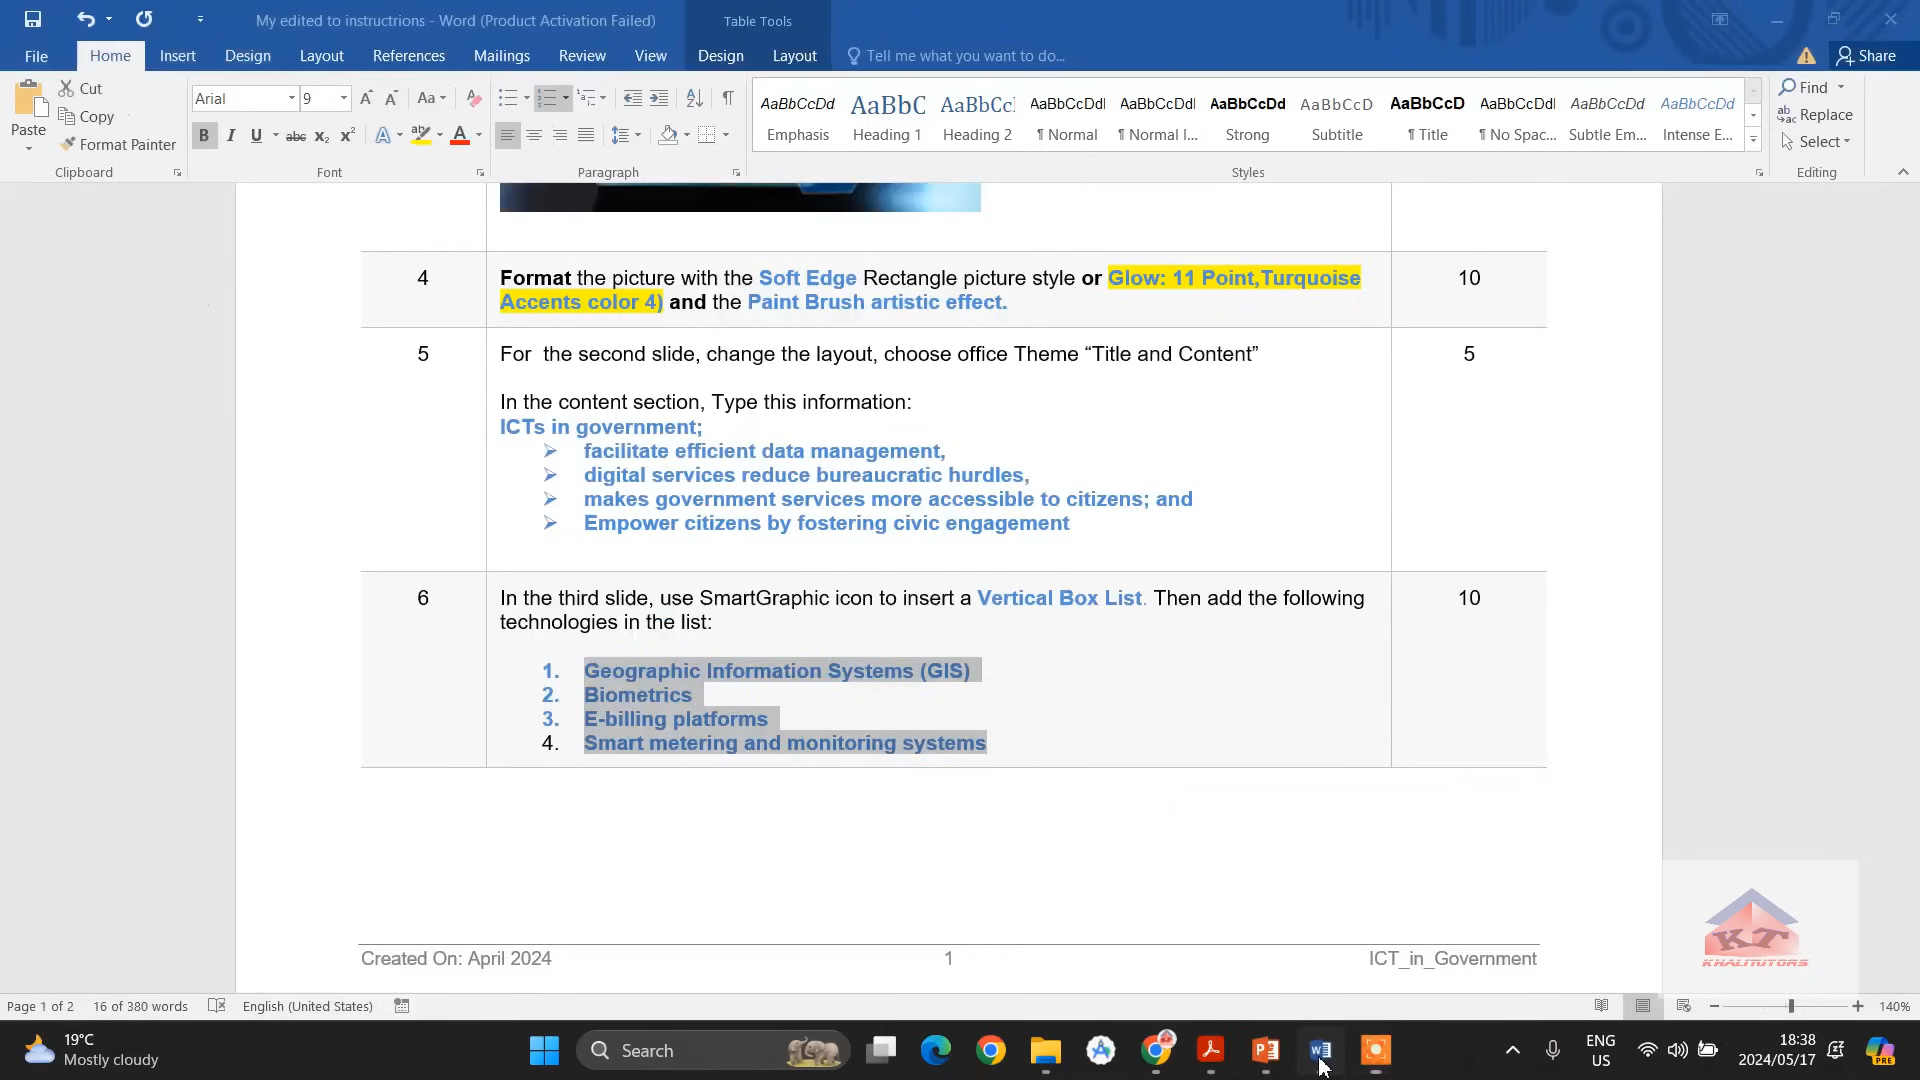 My edited to instructrions - Word (Product Activation Failed)
Table Tools
File
Home
Insert
Design
Layout
References
Mailings
Review
View
Design
Layout
Tell me what you want to do...
Share
Paste
Cut
Copy
Format Painter
Clipboard
Arial
9
Font
Paragraph
AaBbCcDd
AaBbC
AaBbCcl
AaBbCcDdl
AaBbCcDdl
AaBbCcDd
AaBbCcD
AaBbCcD
AaBbCcDdl
AaBbCcDd
AaBbCcDd
Emphasis
Heading 1
Heading 2
¶ Normal
¶ Normal I...
Strong
Subtitle
¶ Title
¶ No Spac...
Subtle Em...
Intense E...
Styles
Find
Replace
Select
Editing
4
Format the picture with the Soft Edge Rectangle picture style or Glow: 11 Point,Turquoise
Accents color 4) and the Paint Brush artistic effect.
10
5
For  the second slide, change the layout, choose office Theme “Title and Content”
5
In the content section, Type this information:
ICTs in government;
➢ facilitate efficient data management,
➢ digital services reduce bureaucratic hurdles,
➢ makes government services more accessible to citizens; and
➢ Empower citizens by fostering civic engagement
6
In the third slide, use SmartGraphic icon to insert a Vertical Box List. Then add the following
technologies in the list:
10
1. Geographic Information Systems (GIS)
2. Biometrics
3. E-billing platforms
4. Smart metering and monitoring systems
KT
KHALITUTORS
Created On: April 2024
1
ICT_in_Government
Page 1 of 2
16 of 380 words
English (United States)
140%
19°C
Mostly cloudy
Search
ENG
US
18:38
2024/05/17
PRE